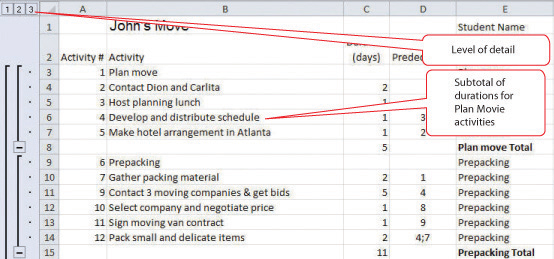 1 2 3 A B C D E
1 John's Move Student Name
Level of detail
2 Activity # Activity (days)
3 1 Plan move
Subtotal of
durations for
Plan Movie
activities
4 2 Contact Dion and Carlita 2
5 3 Host planning lunch 1
6 4 Develop and distribute schedule 1 3
7 5 Make hotel arrangement in Atlanta 1 2
8 5 Plan move Total
9 6 Prepacking Prepacking
10 7 Gather packing material 2 1 Prepacking
11 9 Contact 3 moving companies & get bids 5 4 Prepacking
12 10 Select company and negotiate price 1 8 Prepacking
13 11 Sign moving van contract 1 9 Prepacking
14 12 Pack small and delicate items 2 4;7 Prepacking
15 11 Prepacking Total